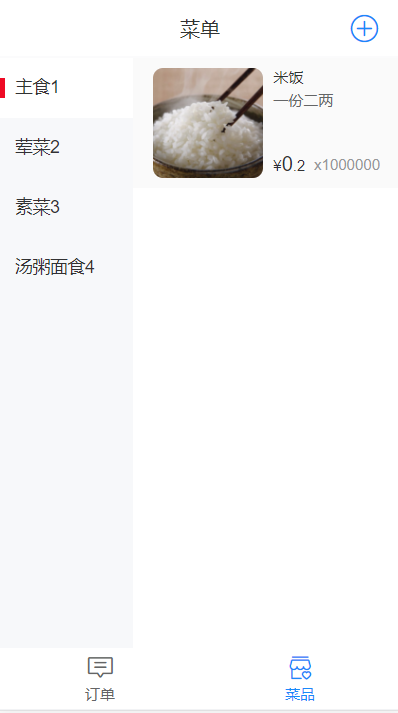 菜单
主食1
荤菜2
素菜3
汤粥面食4
米饭
一份二两
¥0.2 x1000000
订单
菜品